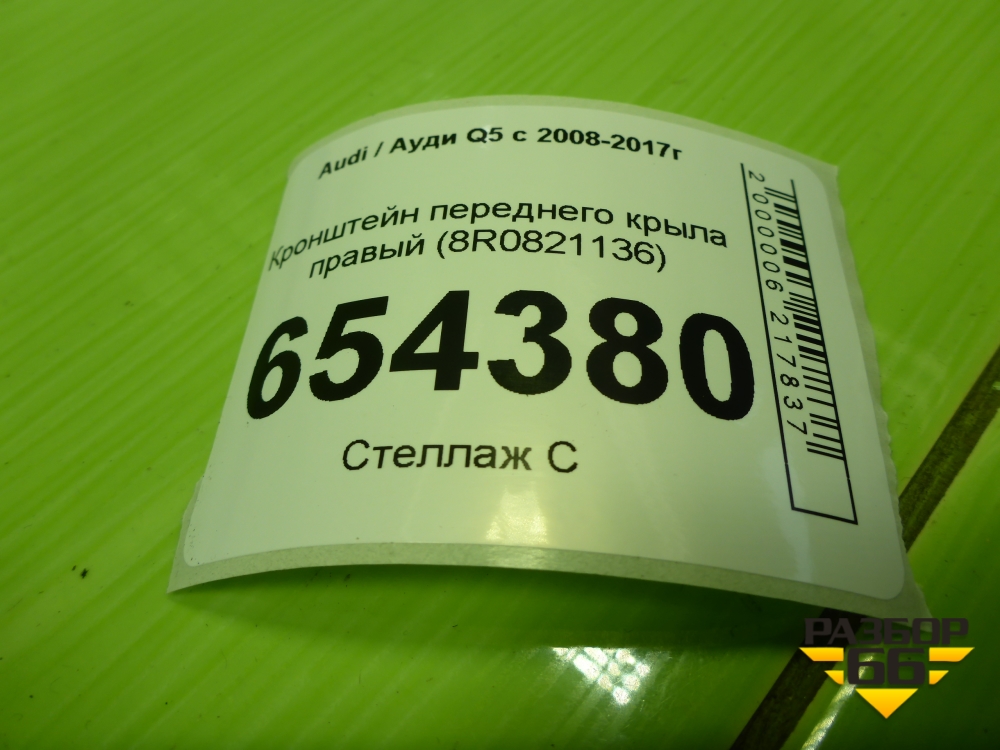 Audi / Ауди Q5 с 2008-2017г
Кронштейн переднего крыла
правый (8R0821136)
654380
Стеллаж С
2000006217837
РАЗБОР
66